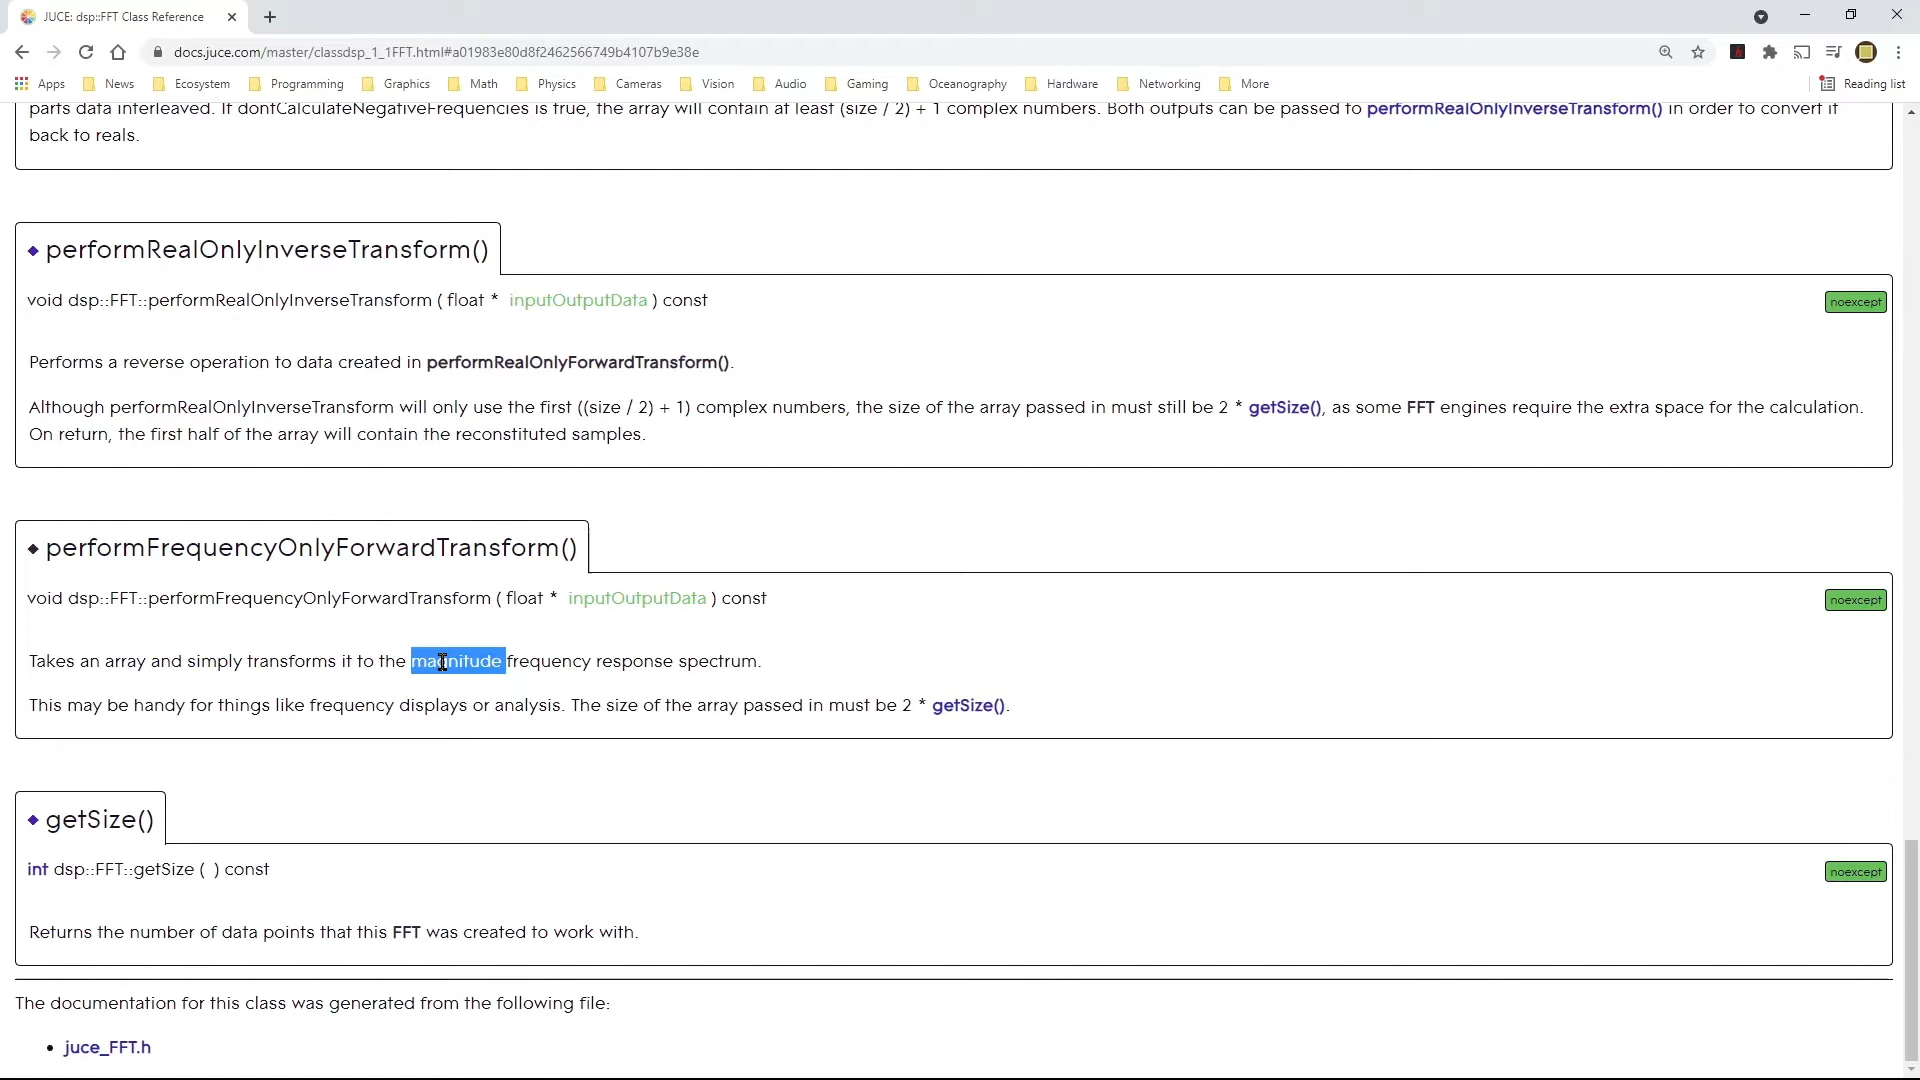 JUCE: dsp::FFT Class Reference
docs.juce.com/master/classdsp_1_1FFT.html#a01983e80d8f2462566749b4107b9e38e
Apps News Ecosystem Programming Graphics Math Physics Cameras Vision Audio Gaming Oceanography Hardware Networking More Reading list
parts data interleaved. If dontCalculateNegativeFrequencies is true, the array will contain at least (size / 2) + 1 complex numbers. Both outputs can be passed to performRealOnlyInverseTransform() in order to convert it
back to reals.
◆ performRealOnlyInverseTransform()
void dsp::FFT::performRealOnlyInverseTransform ( float * inputOutputData ) const
noexcept
Performs a reverse operation to data created in performRealOnlyForwardTransform().
Although performRealOnlyInverseTransform will only use the first ((size / 2) + 1) complex numbers, the size of the array passed in must still be 2 * getSize(), as some FFT engines require the extra space for the calculation.
On return, the first half of the array will contain the reconstituted samples.
◆ performFrequencyOnlyForwardTransform()
void dsp::FFT::performFrequencyOnlyForwardTransform ( float * inputOutputData ) const
noexcept
Takes an array and simply transforms it to the magnitude frequency response spectrum.
This may be handy for things like frequency displays or analysis. The size of the array passed in must be 2 * getSize().
◆ getSize()
int dsp::FFT::getSize ( ) const
noexcept
Returns the number of data points that this FFT was created to work with.
The documentation for this class was generated from the following file:
• juce_FFT.h